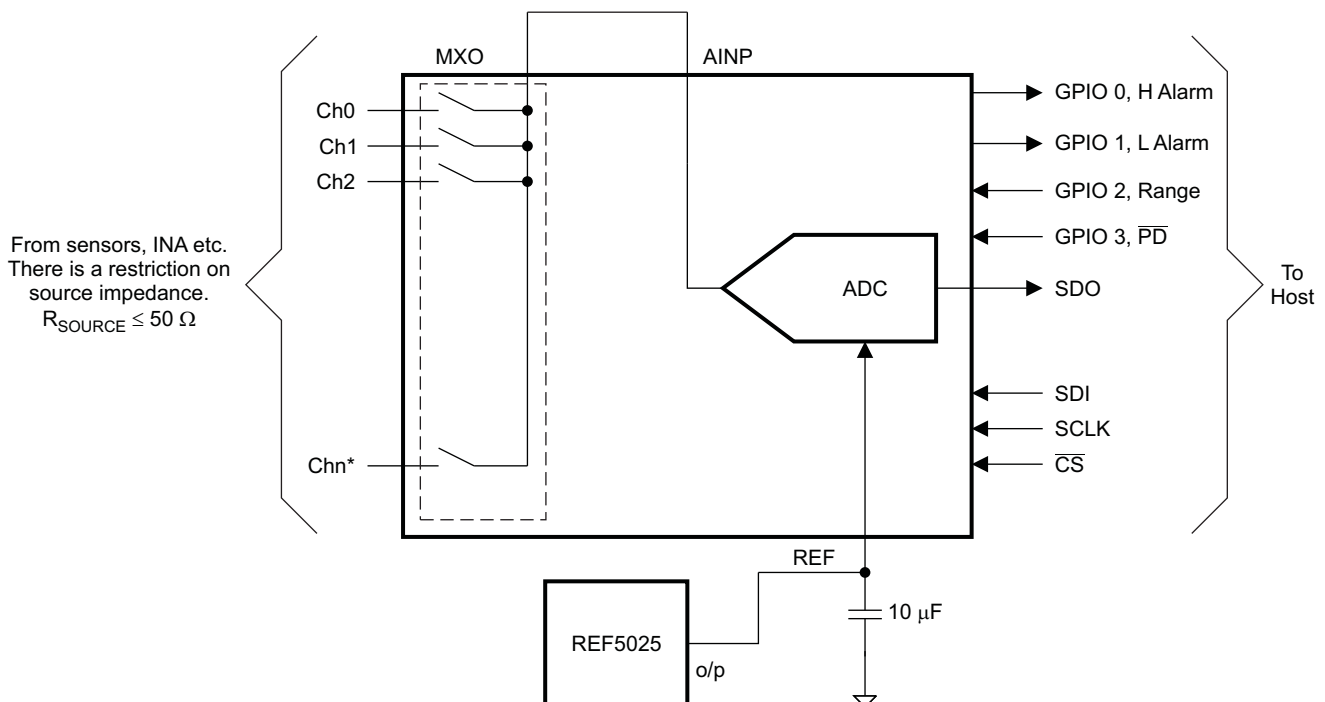 MXO
AINP
Ch0
Ch1
Ch2
Chn*
From sensors, INA etc.
There is a restriction on
source impedance.
R_SOURCE ≤ 50 Ω
ADC
GPIO 0, H Alarm
GPIO 1, L Alarm
GPIO 2, Range
GPIO 3, P̅D̅
SDO
SDI
SCLK
C̅S̅
To
Host
REF
10 μF
REF5025
o/p